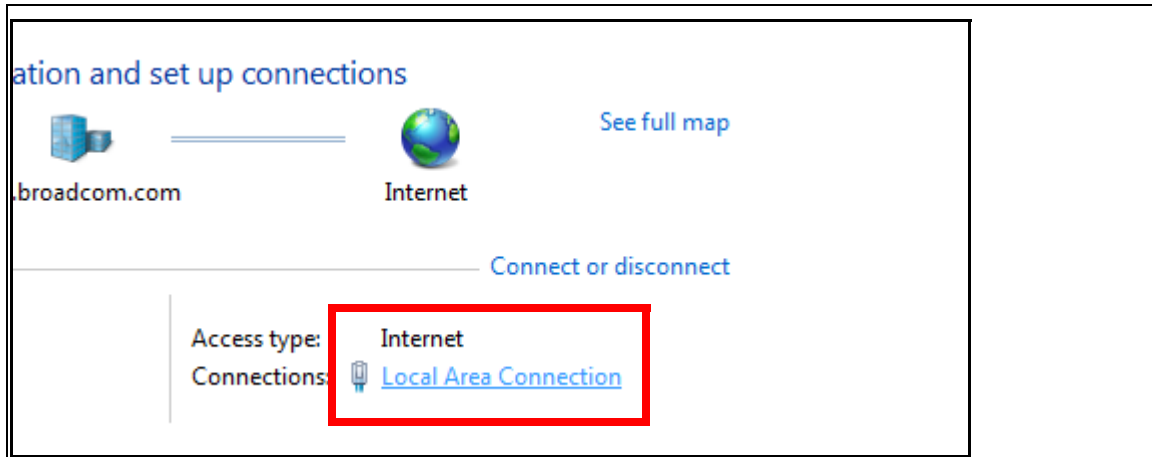 ation and set up connections
See full map
.broadcom.com
Internet
Connect or disconnect
Access type: Internet
Connections: Local Area Connection